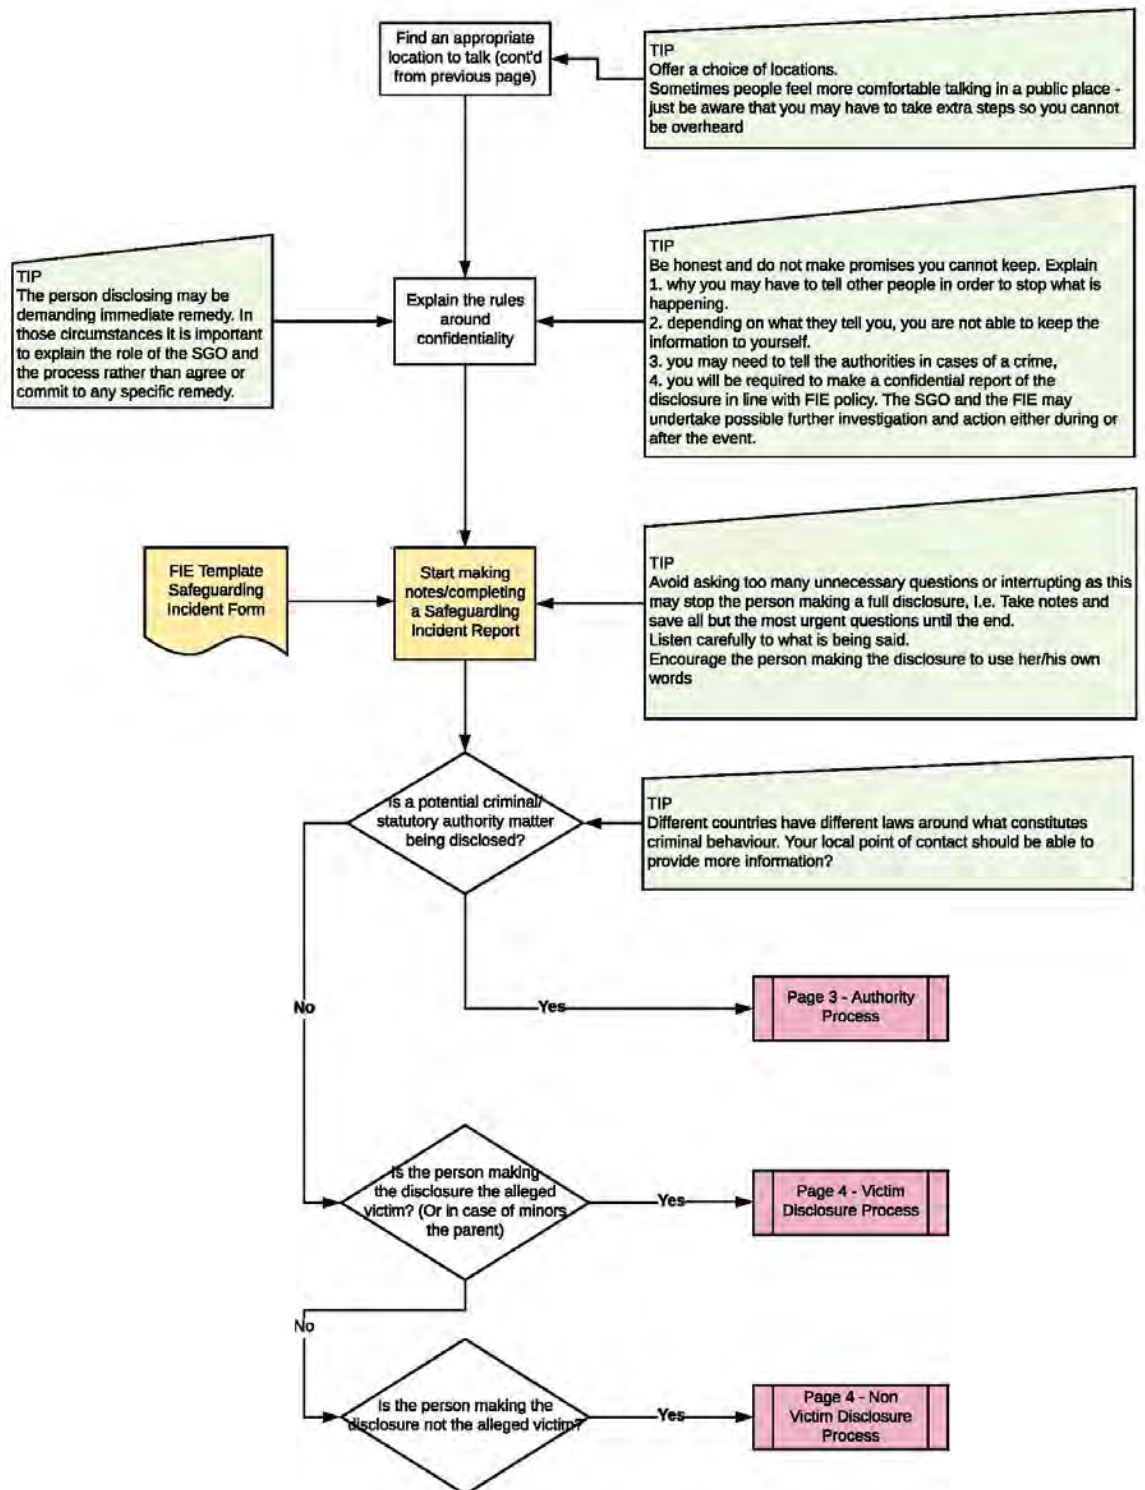 Find an appropriate
location to talk (cont'd
from previous page)
TIP
Offer a choice of locations.
Sometimes people feel more comfortable talking in a public place -
just be aware that you may have to take extra steps so you cannot
be overheard
TIP
The person disclosing may be
demanding immediate remedy. In
those circumstances it is important
to explain the role of the SGO and
the process rather than agree or
commit to any specific remedy.
Explain the rules
around
confidentiality
TIP
Be honest and do not make promises you cannot keep. Explain
1. why you may have to tell other people in order to stop what is
happening.
2. depending on what they tell you, you are not able to keep the
information to yourself.
3. you may need to tell the authorities in cases of a crime,
4. you will be required to make a confidential report of the
disclosure in line with FIE policy. The SGO and the FIE may
undertake possible further investigation and action either during or
after the event.
FIE Template
Safeguarding
Incident Form
Start making
notes/completing
a Safeguarding
Incident Report
TIP
Avoid asking too many unnecessary questions or interrupting as this
may stop the person making a full disclosure, I.e. Take notes and
save all but the most urgent questions until the end.
Listen carefully to what is being said.
Encourage the person making the disclosure to use her/his own
words
Is a potential criminal/
statutory authority matter
being disclosed?
TIP
Different countries have different laws around what constitutes
criminal behaviour. Your local point of contact should be able to
provide more information?
No
Yes
Page 3 - Authority
Process
Is the person making
the disclosure the alleged
victim? (Or in case of minors
the parent)
Yes
Page 4 - Victim
Disclosure Process
No
Is the person making the
disclosure not the alleged victim?
Yes
Page 4 - Non
Victim Disclosure
Process